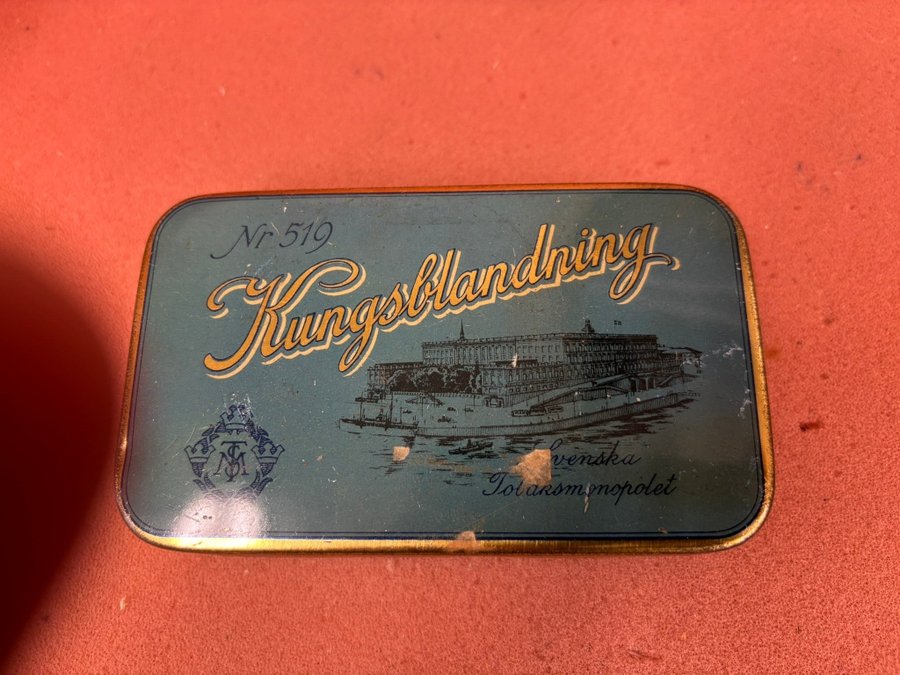 Nr 519
Kungsblandning
Svenska
Tobaksmonopolet